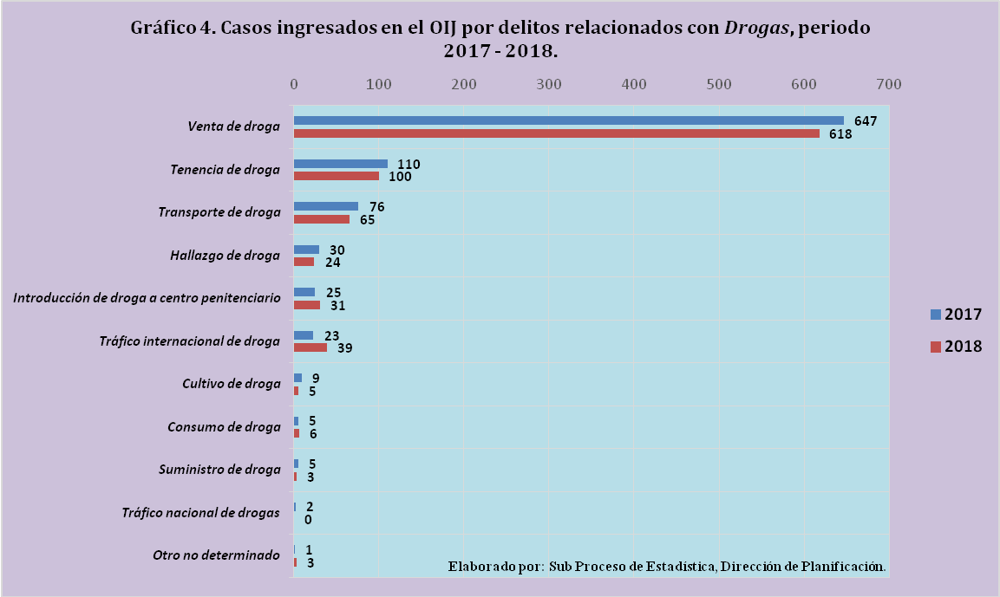 Gráfico 4. Casos ingresados en el OIJ por delitos relacionados con Drogas, periodo
2017 - 2018.
0 100 200 300 400 500 600 700
Venta de droga 647
618
Tenencia de droga 110
100
Transporte de droga 76
65
Hallazgo de droga 30
24
Introducción de droga a centro penitenciario 25
31
Tráfico internacional de droga 23
39
Cultivo de droga 9
5
Consumo de droga 5
6
Suministro de droga 5
3
Tráfico nacional de drogas 2
0
Otro no determinado 1
3
2017
2018
Elaborado por: Sub Proceso de Estadística, Dirección de Planificación.